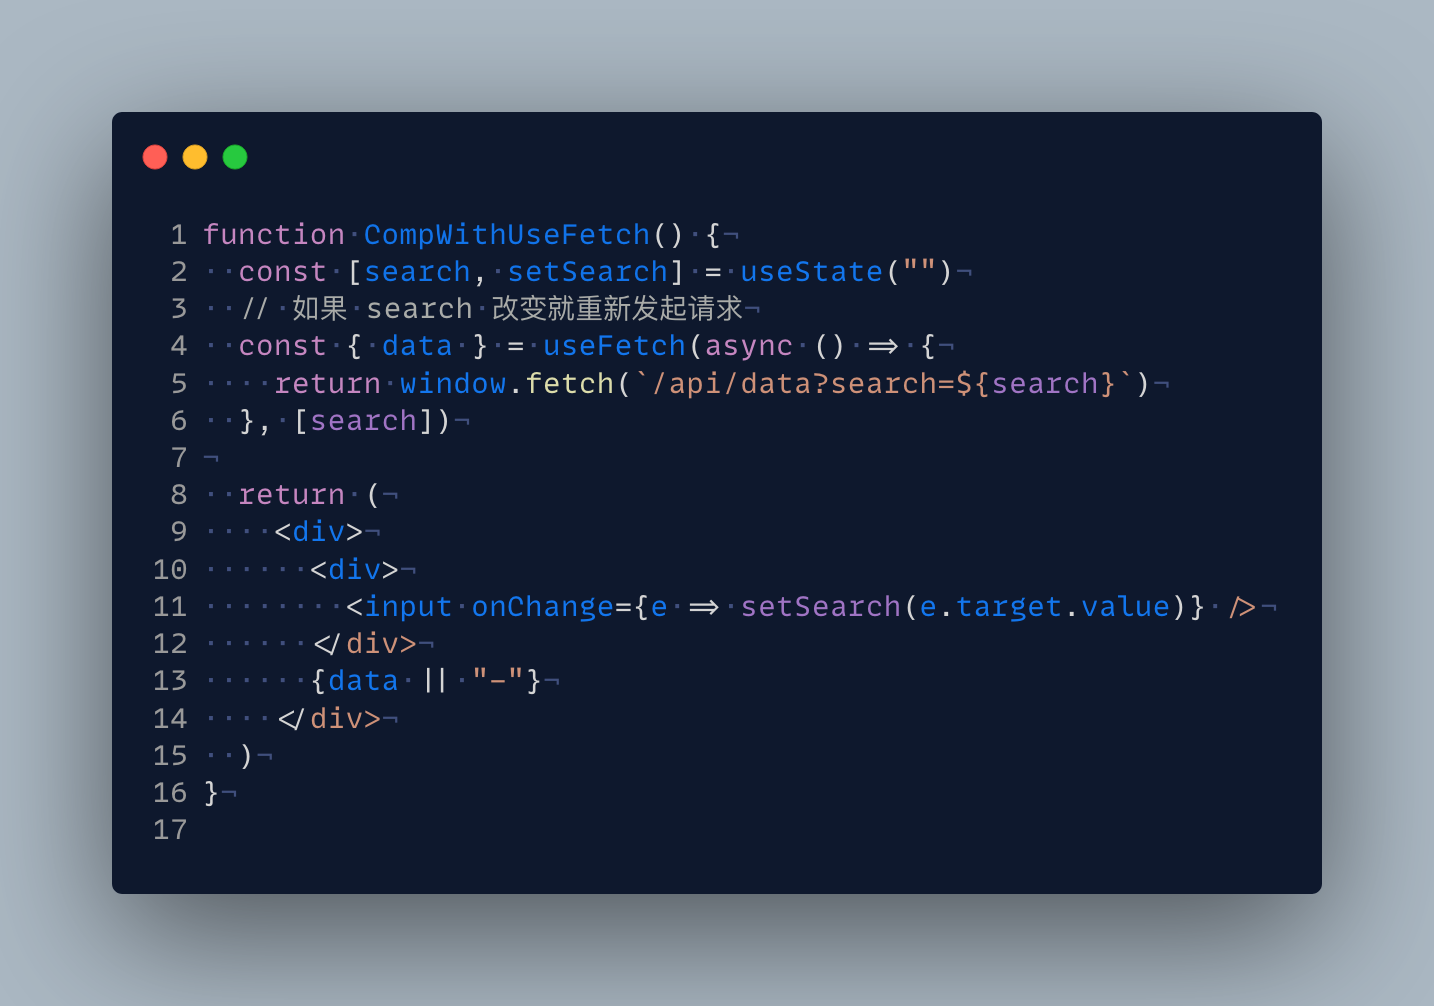 1 function CompWithUseFetch() {
2   const [search, setSearch] = useState("")
3   // 如果 search 改变就重新发起请求
4   const { data } = useFetch(async () => {
5     return window.fetch(`/api/data?search=${search}`)
6   }, [search])
7
8   return (
9     <div>
10       <div>
11         <input onChange={e => setSearch(e.target.value)} />
12       </div>
13       {data || "-"}
14     </div>
15   )
16 }
17